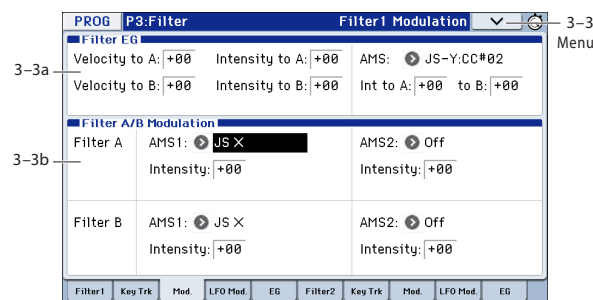 PROG P3:Filter Filter1 Modulation
3–3
Menu
Filter EG
3–3a
Velocity to A: +00 Intensity to A: +00 AMS: JS-Y:CC#02
Velocity to B: +00 Intensity to B: +00 Int to A: +00 to B: +00
Filter A/B Modulation
3–3b
Filter A AMS1: JS X AMS2: Off
Intensity: +00 Intensity: +00
Filter B AMS1: JS X AMS2: Off
Intensity: +00 Intensity: +00
Filter1 Key Trk Mod. LFO Mod. EG Filter2 Key Trk Mod. LFO Mod. EG